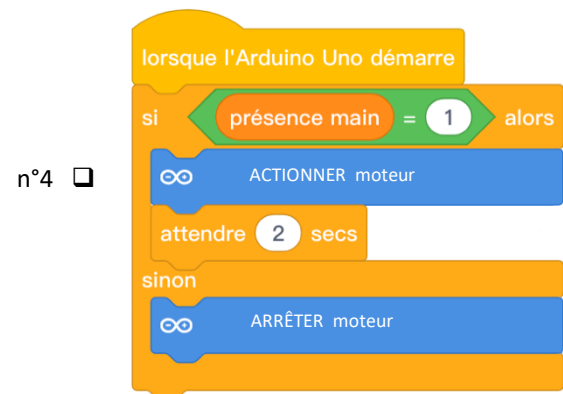 lorsque l'Arduino Uno démarre
si présence main = 1 alors
n°4 ❑ ACTIONNER moteur
attendre 2 secs
sinon
ARRÊTER moteur